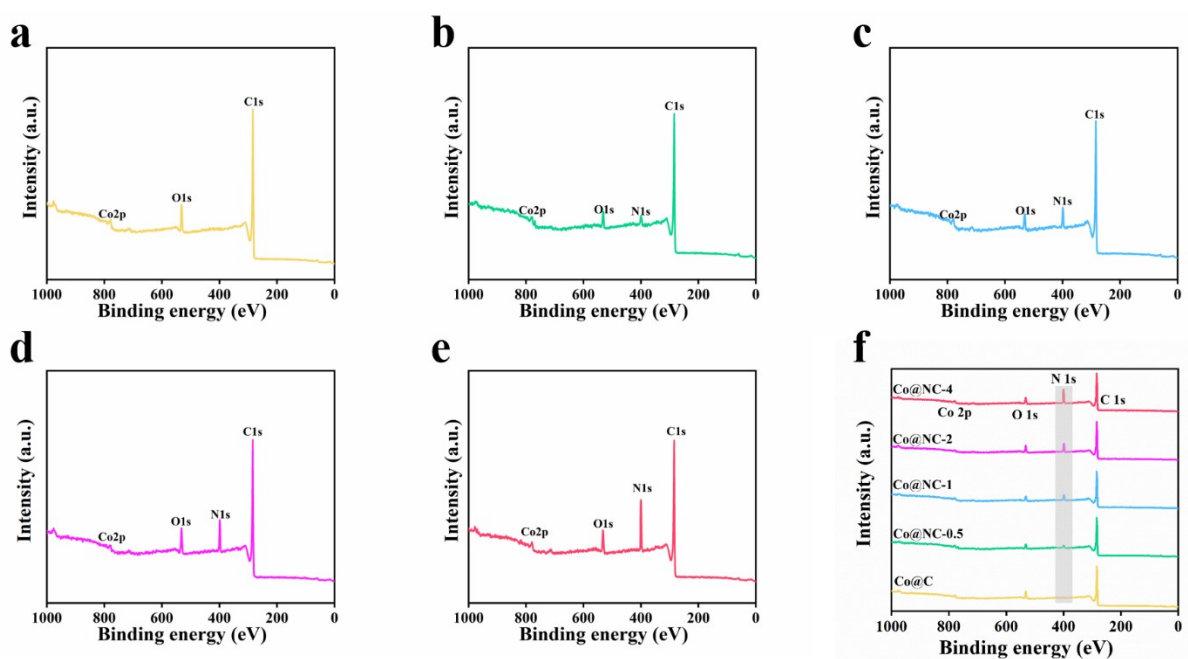 a
Intensity (a.u.)
C1s
O1s
Co2p
1000 800 600 400 200 0
Binding energy (eV)
b
Intensity (a.u.)
C1s
Co2p O1s N1s
1000 800 600 400 200 0
Binding energy (eV)
c
Intensity (a.u.)
C1s
Co2p O1s N1s
1000 800 600 400 200 0
Binding energy (eV)
d
Intensity (a.u.)
C1s
Co2p O1s N1s
1000 800 600 400 200 0
Binding energy (eV)
e
Intensity (a.u.)
C1s
Co2p O1s N1s
1000 800 600 400 200 0
Binding energy (eV)
f
Intensity (a.u.)
N 1s
Co@NC-4
Co 2p O 1s C 1s
Co@NC-2
Co@NC-1
Co@NC-0.5
Co@C
1000 800 600 400 200 0
Binding energy (eV)